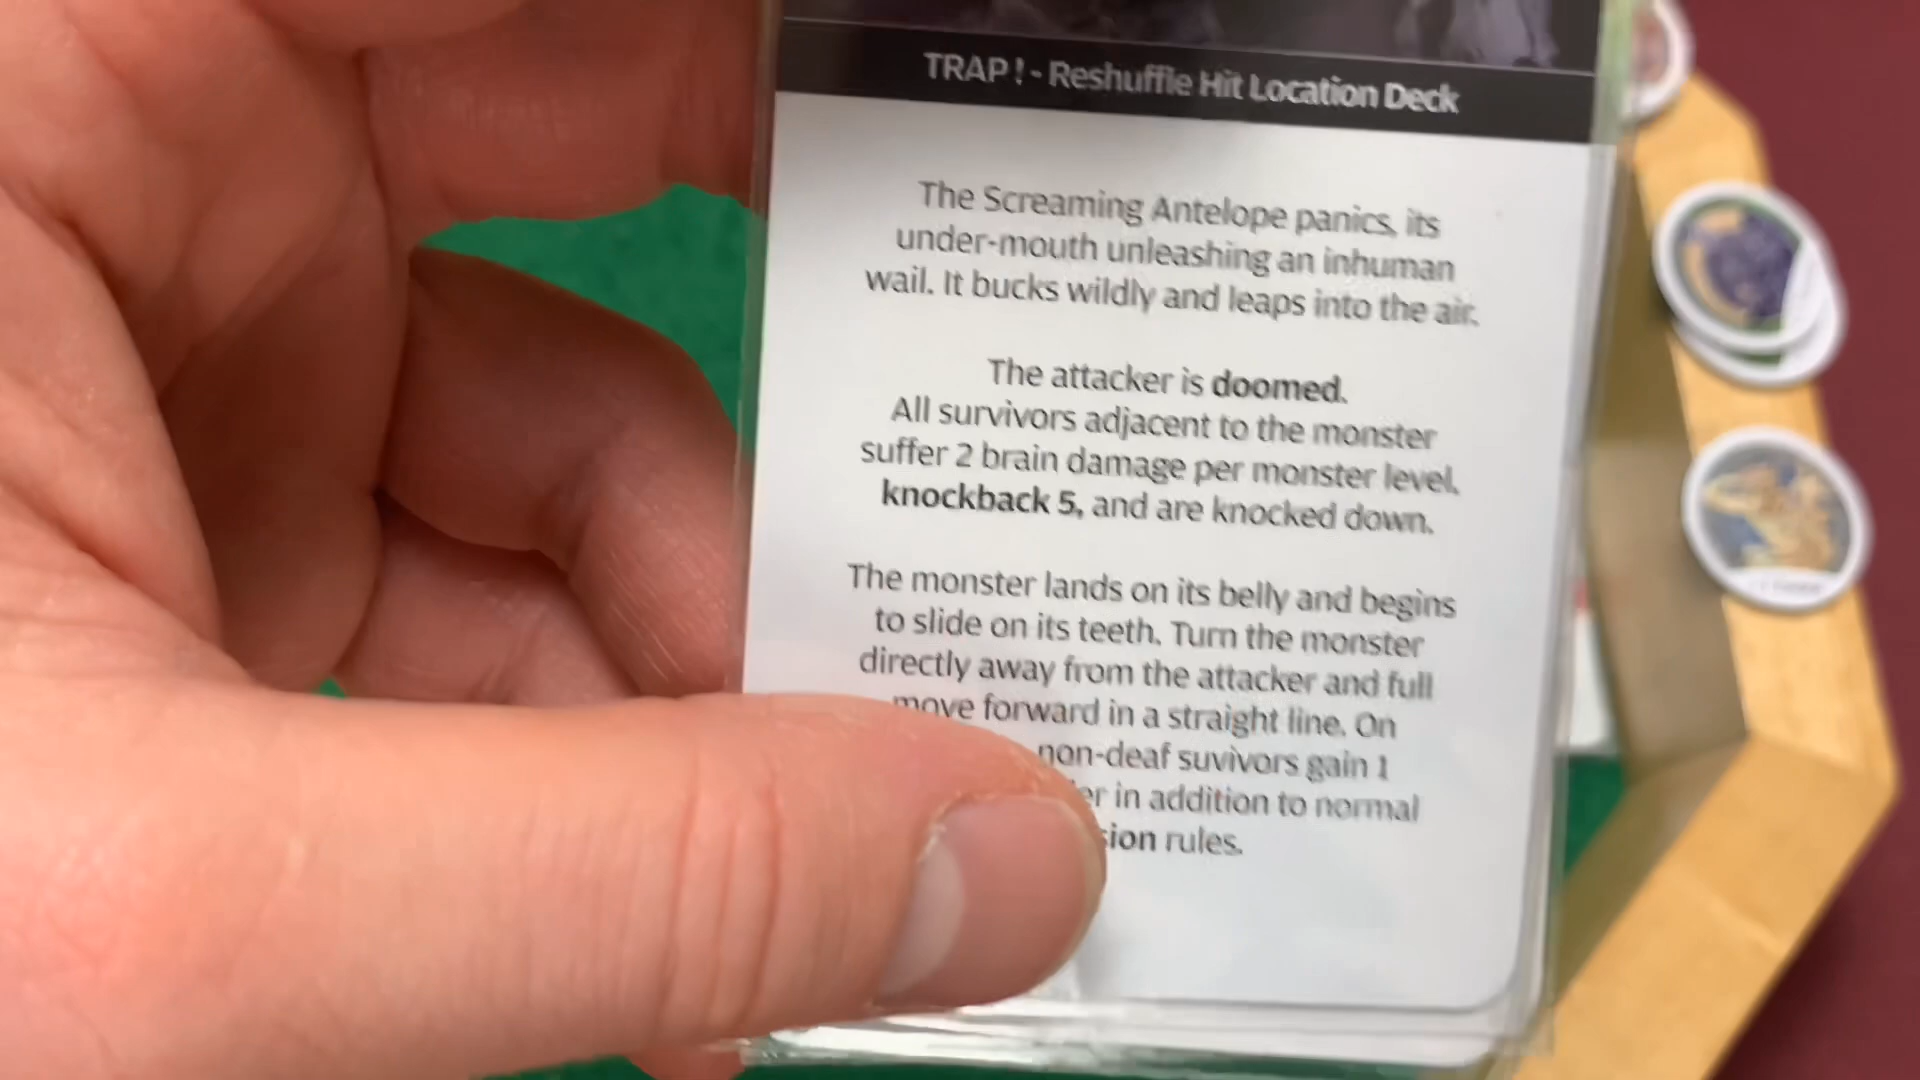 TRAP! - Reshuffle Hit Location Deck
The Screaming Antelope panics, its
under-mouth unleashing an inhuman
wail. It bucks wildly and leaps into the air.
The attacker is doomed.
All survivors adjacent to the monster
suffer 2 brain damage per monster level,
knockback 5, and are knocked down.
The monster lands on its belly and begins
to slide on its teeth. Turn the monster
directly away from the attacker and full
move forward in a straight line. On
non-deaf suvivors gain 1
in addition to normal
rules.